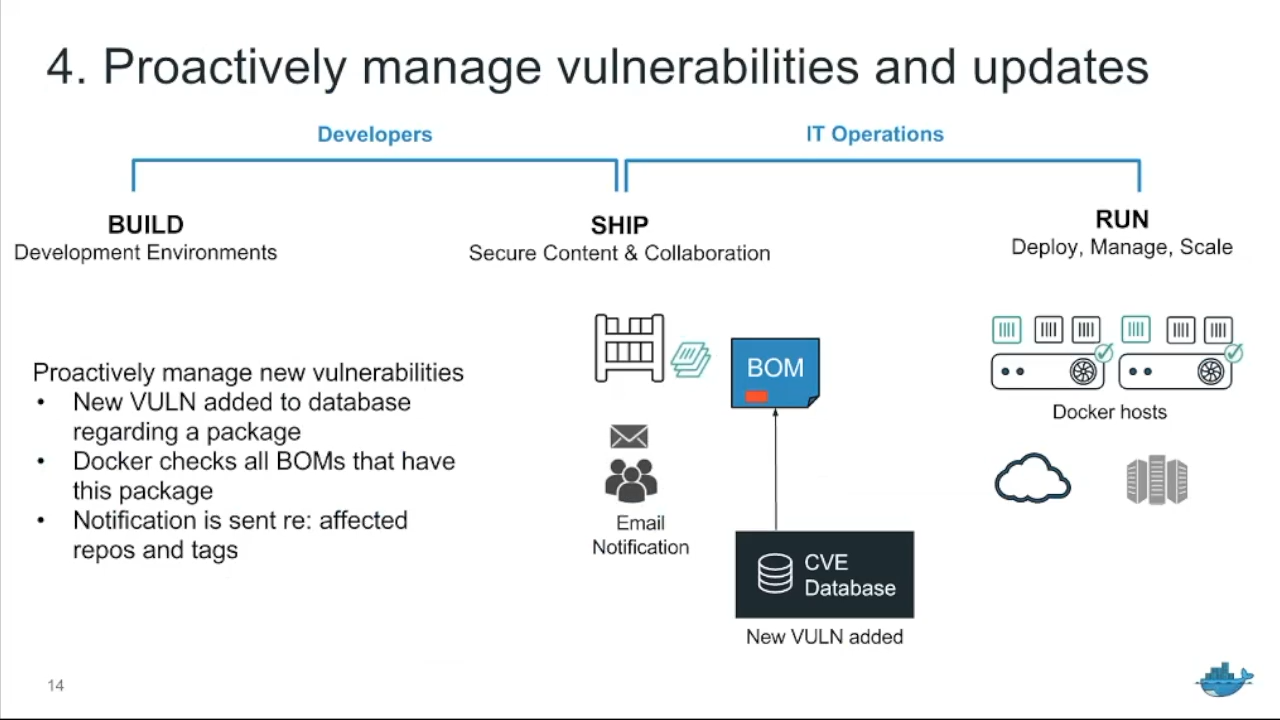 4. Proactively manage vulnerabilities and updates
Developers
IT Operations
BUILD
Development Environments
SHIP
Secure Content & Collaboration
RUN
Deploy, Manage, Scale
Proactively manage new vulnerabilities
• New VULN added to database
regarding a package
• Docker checks all BOMs that have
this package
• Notification is sent re: affected
repos and tags
BOM
Email
Notification
CVE
Database
New VULN added
Docker hosts
14